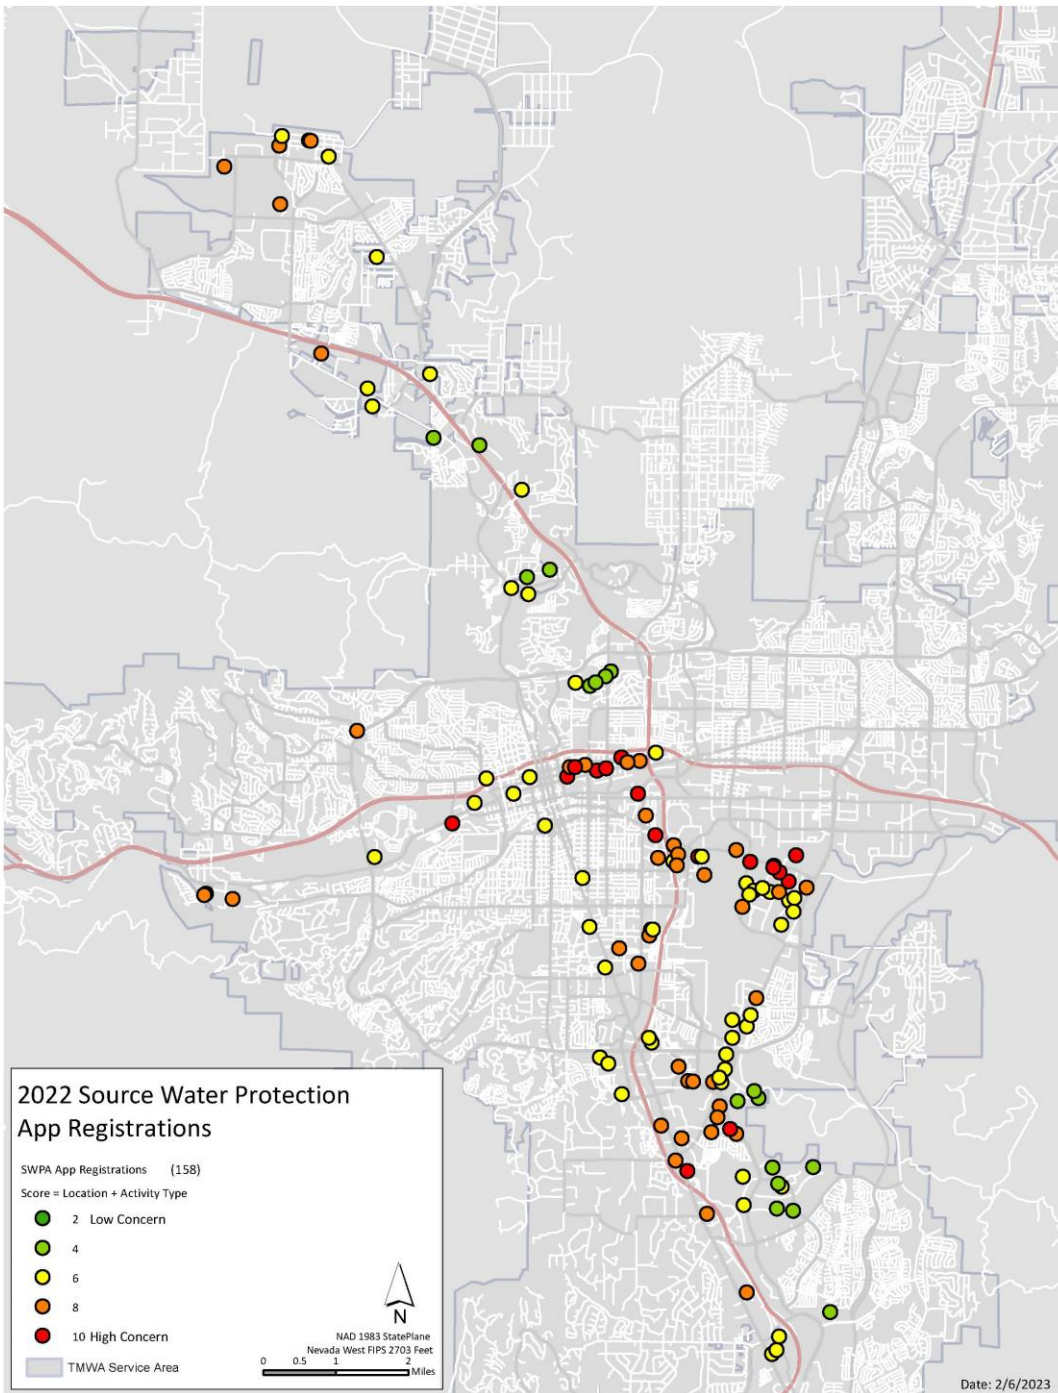 2022 Source Water Protection
App Registrations
SWPA App Registrations (158)
Score = Location + Activity Type
2 Low Concern
4
6
8
10 High Concern
TMWA Service Area
N
NAD 1983 StatePlane
Nevada West FIPS 2703 Feet
0 0.5 1 2
Miles
Date: 2/6/2023